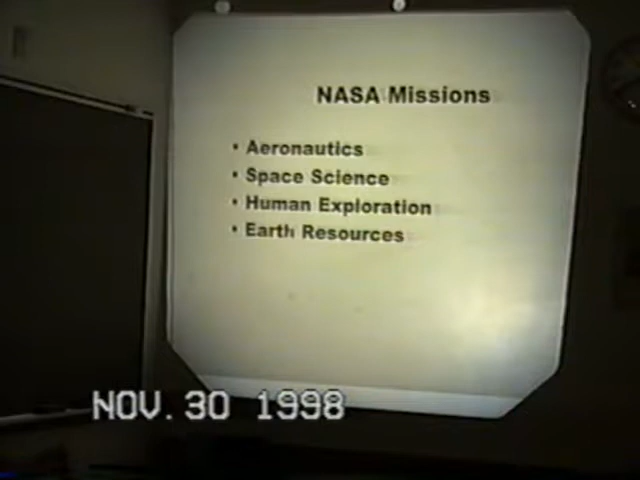 NASA Missions
• Aeronautics
• Space Science
• Human Exploration
• Earth Resources
NOV. 30 1998